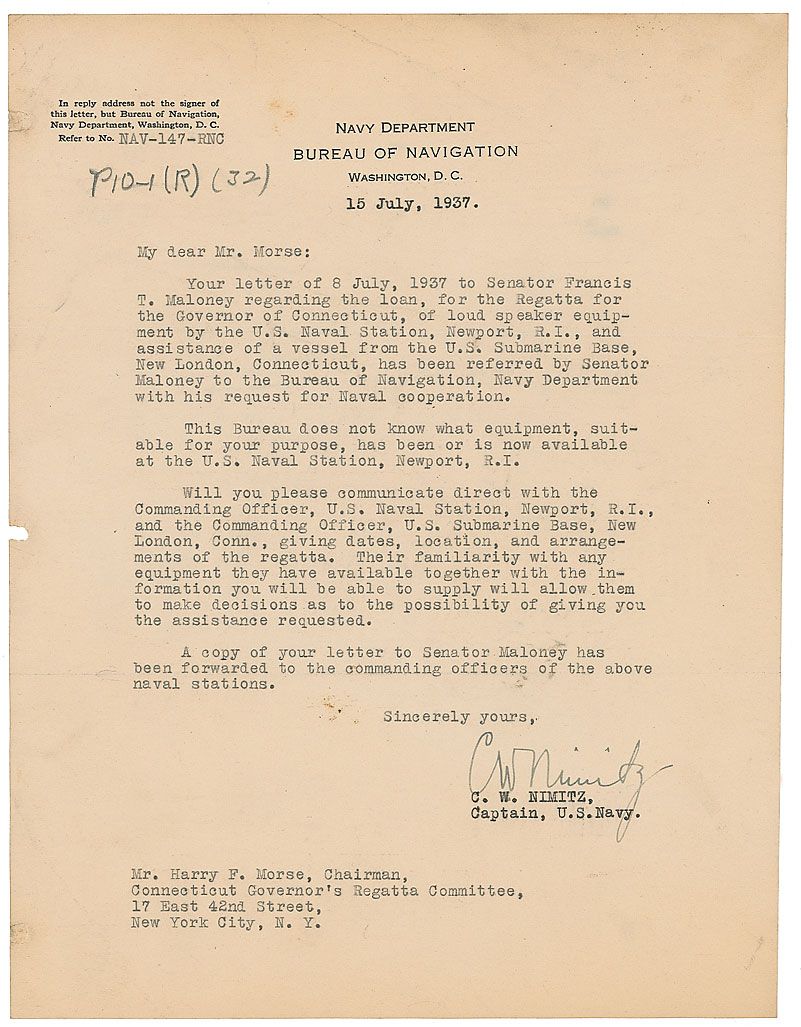 In reply address not the signer of
this letter, but Bureau of Navigation,
Navy Department, Washington, D. C.
Refer to No. NAV-147-RNC
P10-1(R) (32)
NAVY DEPARTMENT
BUREAU OF NAVIGATION
WASHINGTON, D. C.
15 July, 1937.
My dear Mr. Morse:
Your letter of 8 July, 1937 to Senator Francis
T. Maloney regarding the loan, for the Regatta for
the Governor of Connecticut, of loud speaker equip-
ment by the U.S. Naval Station, Newport, R.I., and
assistance of a vessel from the U.S. Submarine Base,
New London, Connecticut, has been referred by Senator
Maloney to the Bureau of Navigation, Navy Department
with his request for Naval cooperation.
This Bureau does not know what equipment, suit-
able for your purpose, has been or is now available
at the U.S. Naval Station, Newport, R.I.
Will you please communicate direct with the
Commanding Officer, U.S. Naval Station, Newport, R.I.,
and the Commanding Officer, U.S. Submarine Base, New
London, Conn., giving dates, location, and arrange-
ments of the regatta. Their familiarity with any
equipment they have available together with the in-
formation you will be able to supply will allow them
to make decisions as to the possibility of giving you
the assistance requested.
A copy of your letter to Senator Maloney has
been forwarded to the commanding officers of the above
naval stations.
Sincerely yours,
CWNimitz
C. W. NIMITZ,
Captain, U.S.Navy.
Mr. Harry F. Morse, Chairman,
Connecticut Governor's Regatta Committee,
17 East 42nd Street,
New York City, N. Y.